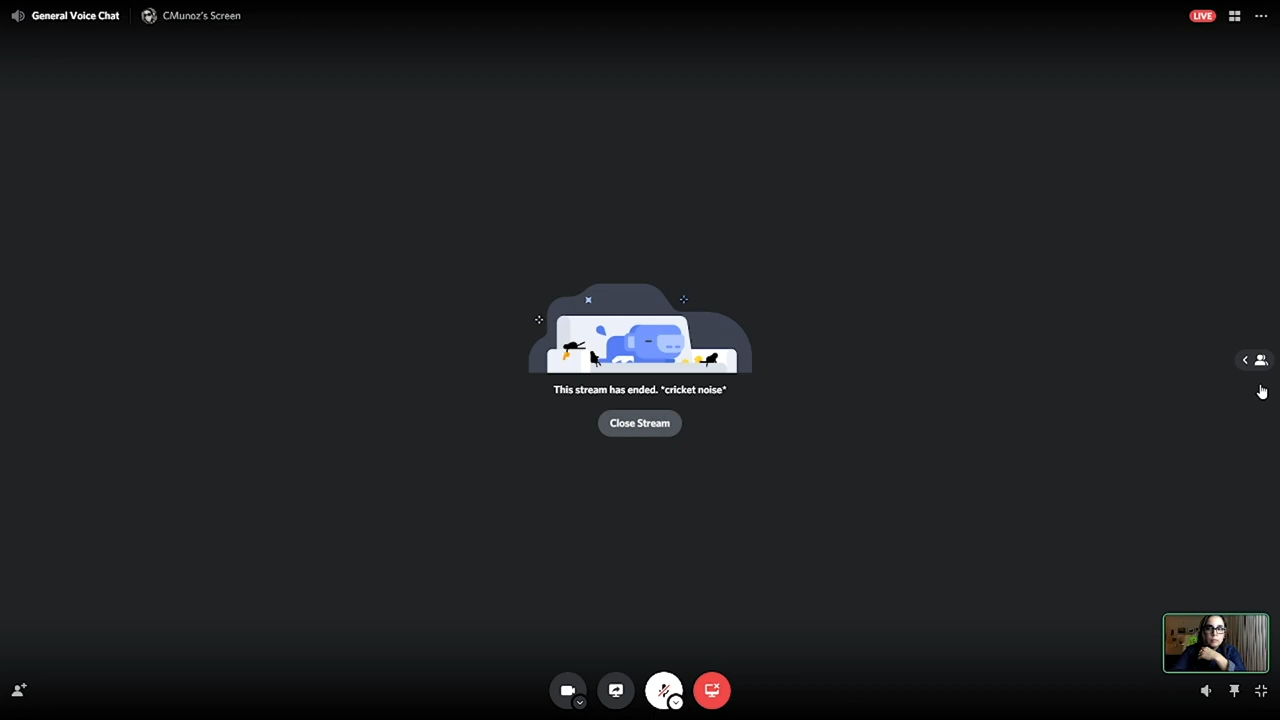 General Voice Chat
CMunoz's Screen
LIVE
This stream has ended. *cricket noise*
Close Stream